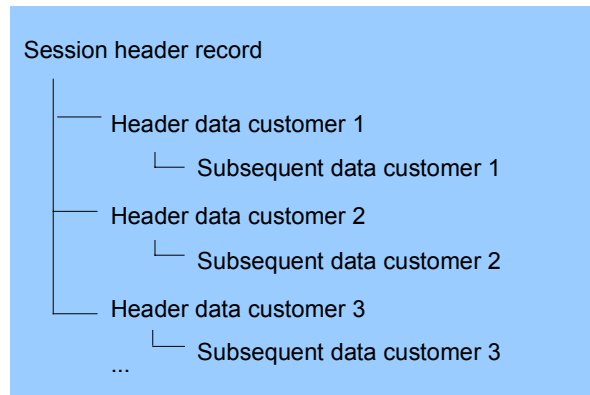 Session header record
Header data customer 1
Subsequent data customer 1
Header data customer 2
Subsequent data customer 2
Header data customer 3
Subsequent data customer 3
...